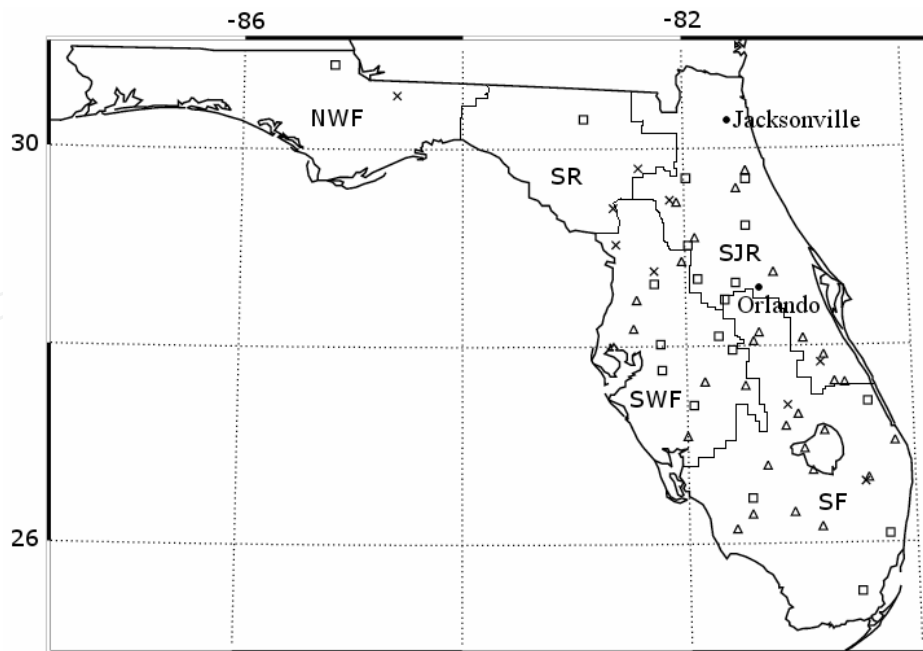 -86 -82
30
26
NWF
SR
Jacksonville
SJR
Orlando
SWF
SF